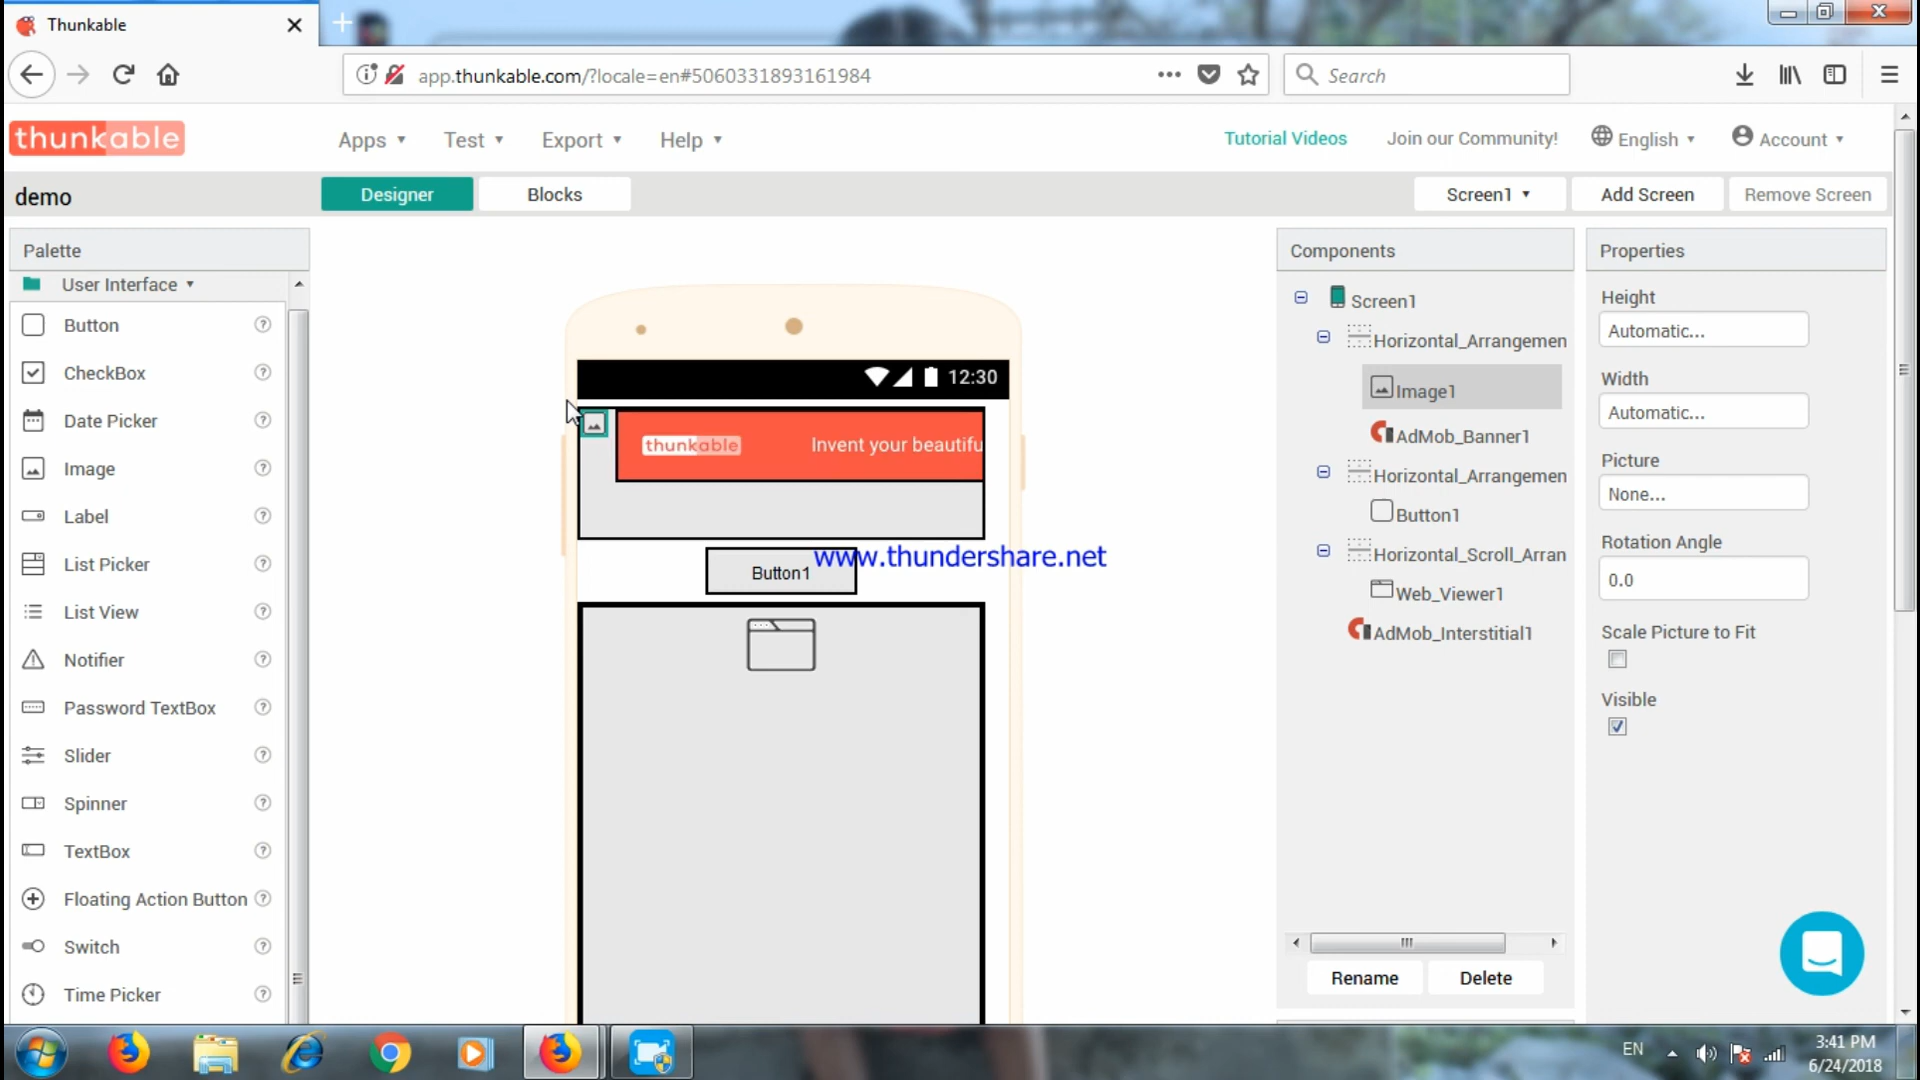 Thunkable
app.thunkable.com/?locale=en#5060331893161984
Search
thunkable
Apps
Test
Export
Help
Tutorial Videos
Join our Community!
English
Account
demo
Designer
Blocks
Screen1
Add Screen
Remove Screen
Palette
User Interface
Button
CheckBox
Date Picker
Image
Label
List Picker
List View
Notifier
Password TextBox
Slider
Spinner
TextBox
Floating Action Button
Switch
Time Picker
12:30
thunkable
Invent your beautifu
Button1
www.thundershare.net
Components
Screen1
Horizontal_Arrangemen
Image1
AdMob_Banner1
Horizontal_Arrangemen
Button1
Horizontal_Scroll_Arran
Web_Viewer1
AdMob_Interstitial1
Rename
Delete
Properties
Height
Automatic...
Width
Automatic...
Picture
None...
Rotation Angle
0.0
Scale Picture to Fit
Visible
EN
3:41 PM
6/24/2018